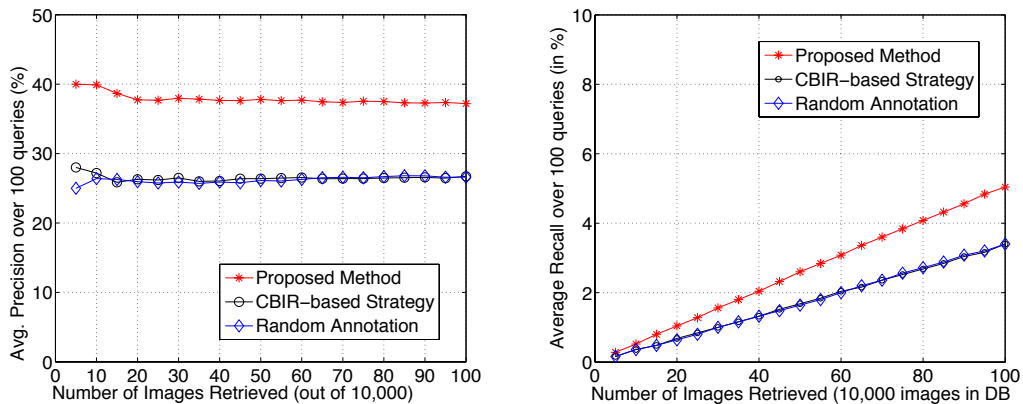 50
40
30
20
10
0
Avg. Precision over 100 queries (%)
Proposed Method
CBIR−based Strategy
Random Annotation
0 10 20 30 40 50 60 70 80 90 100
Number of Images Retrieved (out of 10,000)
10
8
6
4
2
0
Average Recall over 100 queries (in %)
Proposed Method
CBIR−based Strategy
Random Annotation
0 20 40 60 80 100
Number of Images Retrieved (10,000 images in DB